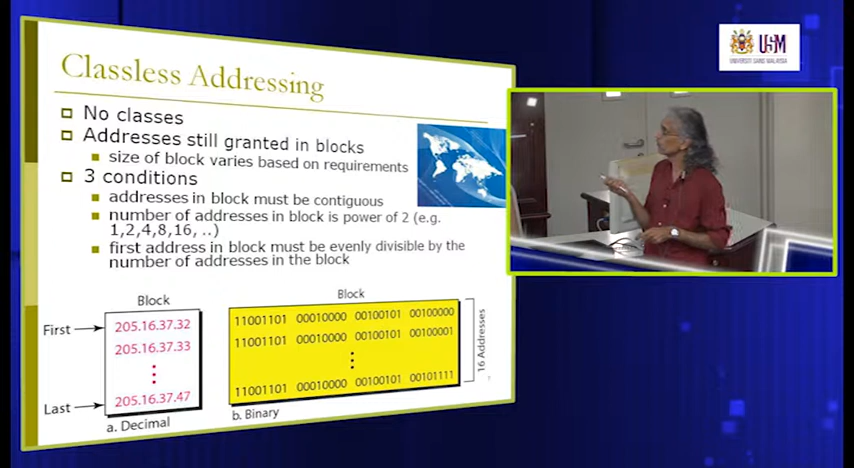 Classless Addressing
No classes
Addresses still granted in blocks
size of block varies based on requirements
3 conditions
addresses in block must be contiguous
number of addresses in block is power of 2 (e.g.
1,2,4,8,16, ..)
first address in block must be evenly divisible by the
number of addresses in the block
Block
First
205.16.37.32
205.16.37.33
Last
205.16.37.47
a. Decimal
Block
11001101 00010000 00100101 00100000
11001101 00010000 00100101 00100001
11001101 00010000 00100101 00101111
16 Addresses
b. Binary
USM
UNIVERSITI SAINS MALAYSIA